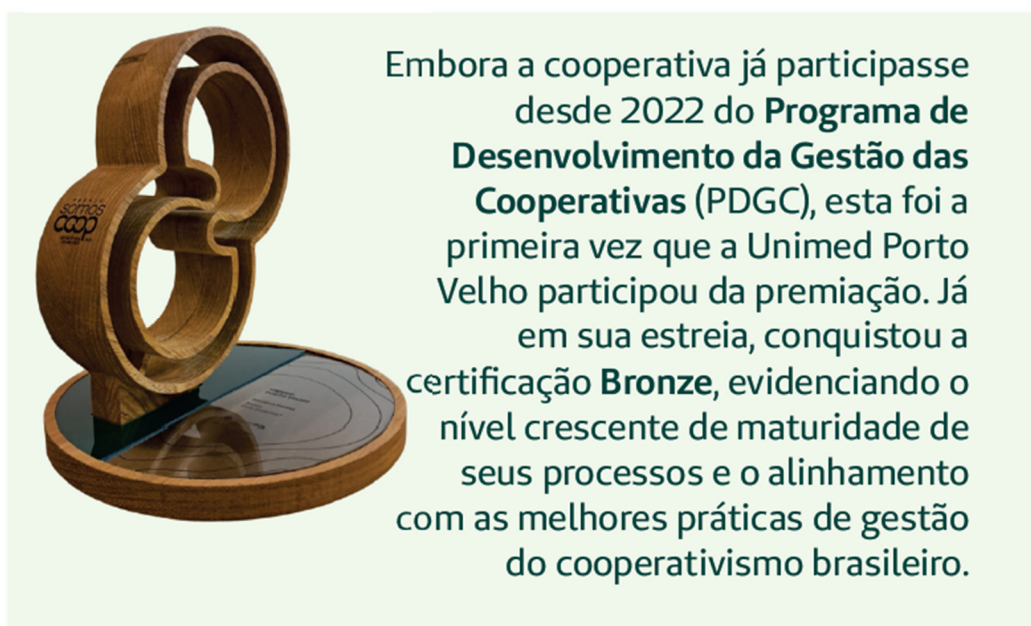 PRÊMIO
somos
coop
Embora a cooperativa já participasse
desde 2022 do Programa de
Desenvolvimento da Gestão das
Cooperativas (PDGC), esta foi a
primeira vez que a Unimed Porto
Velho participou da premiação. Já
em sua estreia, conquistou a
certificação Bronze, evidenciando o
nível crescente de maturidade de
seus processos e o alinhamento
com as melhores práticas de gestão
do cooperativismo brasileiro.